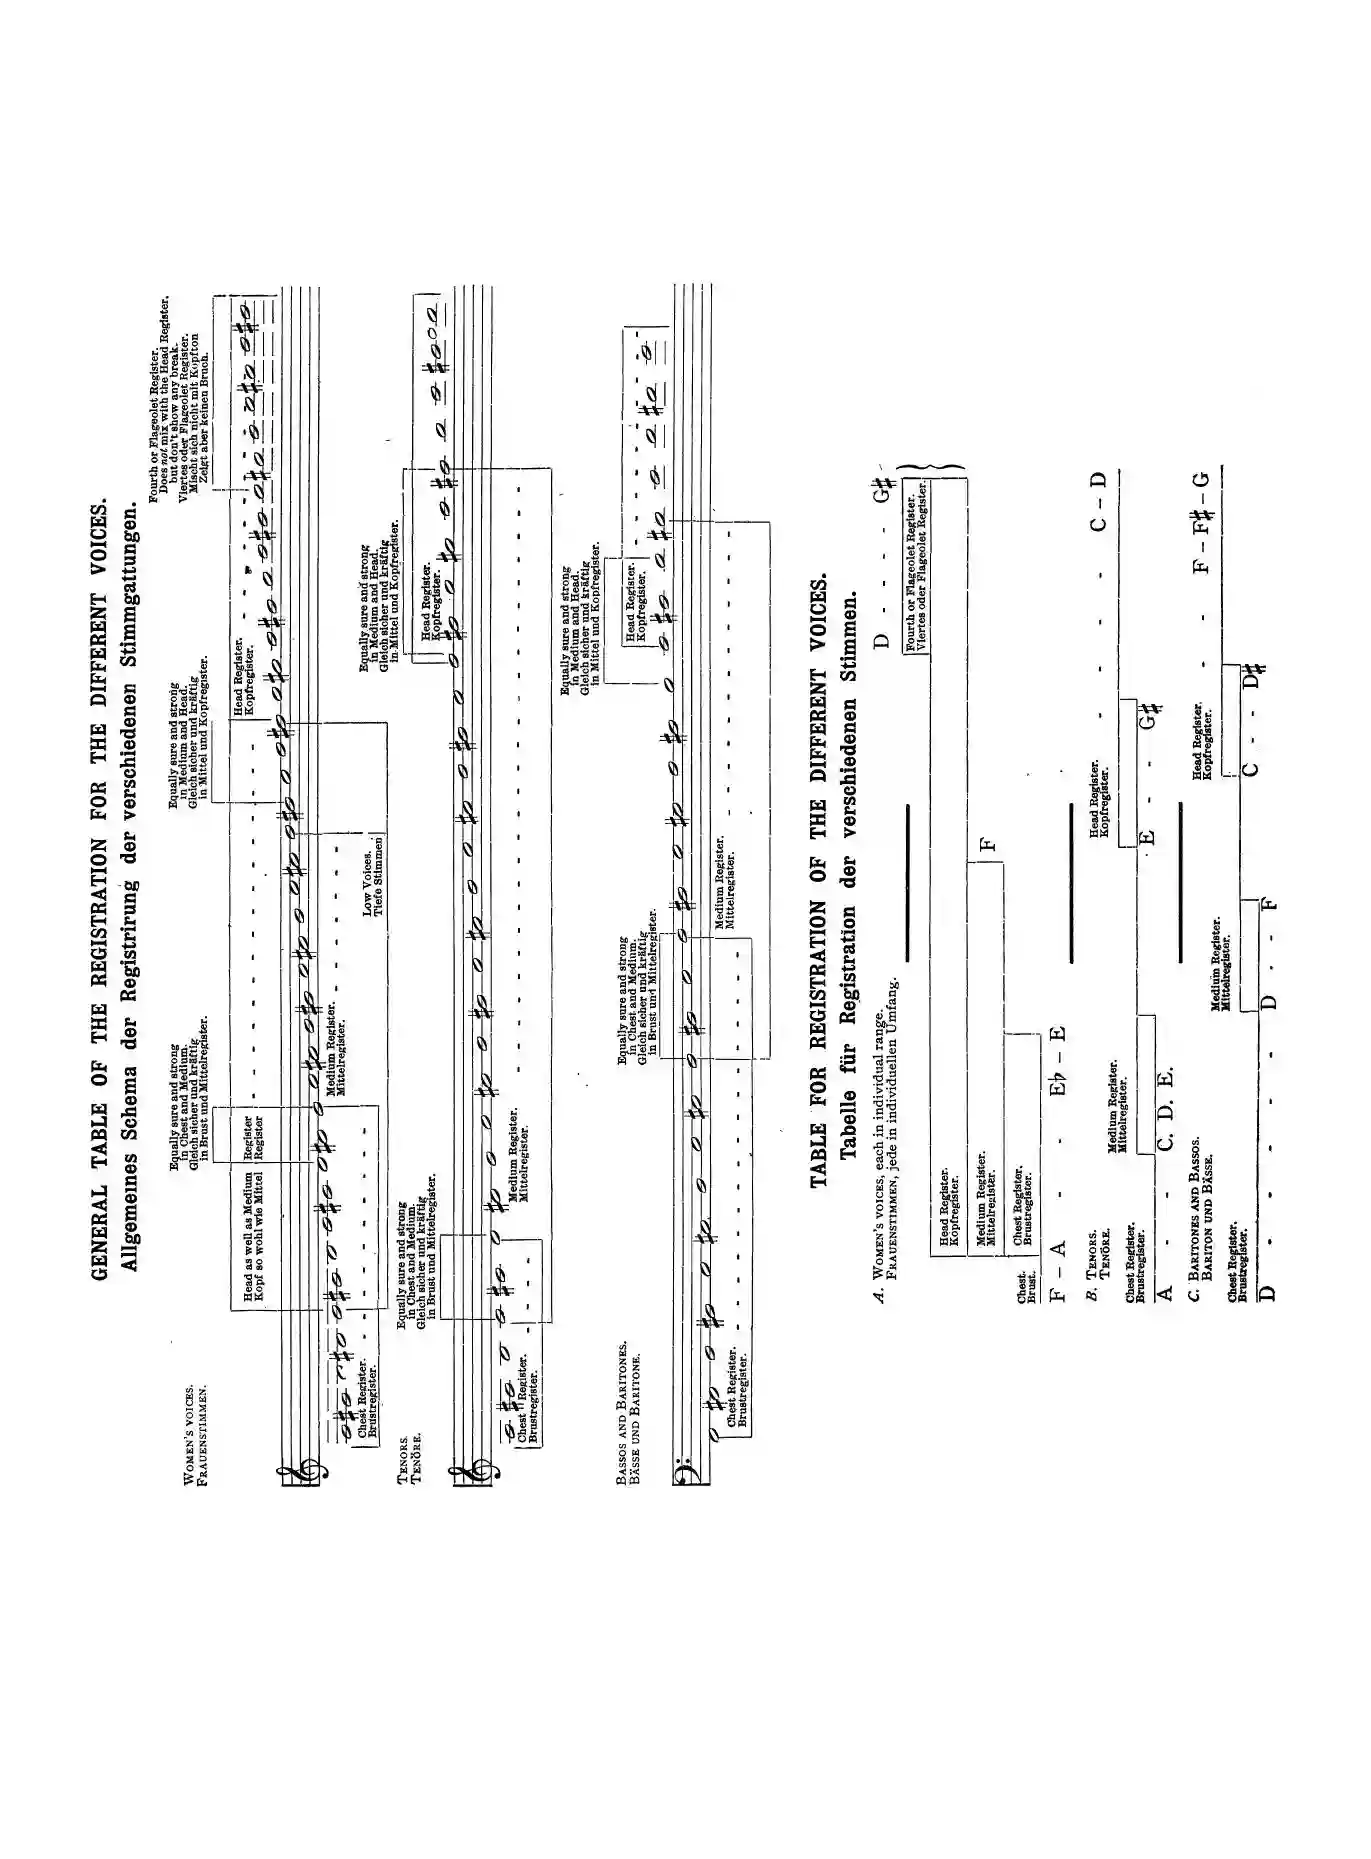 GENERAL TABLE OF THE REGISTRATION FOR THE DIFFERENT VOICES.
Allgemeines Schema der Registrirung der verschiedenen Stimmgattungen.
WOMEN'S VOICES.
FRAUENSTIMMEN.
Equally sure and strong
in Chest and Medium.
Gleich sicher und kräftig
in Brust und Mittelregister.
Equally sure and strong
in Medium and Head.
Gleich sicher und kräftig
in Mittel und Kopfregister.
Fourth or Flageolet Register.
Does not mix with the Head Register,
but don't show any break.
Viertes oder Flageolet Register.
Mischt sich nicht mit Kopfton
Zeigt aber keinen Bruch.
Head as well as Medium Register
Kopf so wohl wie Mittel Register
Head Register.
Kopfregister.
Chest Register.
Brustregister.
Medium Register.
Mittelregister.
Low Voices.
Tiefe Stimmen
TENORS.
TENÖRE.
Equally sure and strong
in Chest and Medium.
Gleich sicher und kräftig
in Brust und Mittelregister.
Equally sure and strong
in Medium and Head.
Gleich sicher und kräftig
in Mittel und Kopfregister.
Head Register.
Kopfregister.
Chest Register.
Brustregister.
Medium Register.
Mittelregister.
BASSOS AND BARITONES.
BÄSSE UND BARITONE.
Equally sure and strong
in Chest and Medium.
Gleich sicher und kräftig
in Brust und Mittelregister.
Equally sure and strong
in Medium and Head.
Gleich sicher und kräftig
in Mittel und Kopfregister.
Head Register.
Kopfregister.
Chest Register.
Brustregister.
Medium Register.
Mittelregister.
TABLE FOR REGISTRATION OF THE DIFFERENT VOICES.
Tabelle für Registration der verschiedenen Stimmen.
A. WOMEN'S VOICES, each in individual range.
FRAUENSTIMMEN, jede in individuellen Umfang.
D - - - G♯
Fourth or Flageolet Register.
Viertes oder Flageolet Register.
Head Register.
Kopfregister.
Medium Register.
Mittelregister.
F
Chest.
Brust.
Chest Register.
Brustregister.
F – A - - E♭ – E
B. TENORS.
TENÖRE.
Head Register.
Kopfregister.
- - - C – D
Medium Register.
Mittelregister.
E - - G♯
Chest Register.
Brustregister.
A - - C. D. E.
C. BARITONES AND BASSOS.
BARITON UND BÄSSE.
Head Register.
Kopfregister.
- - F – F♯ – G
Medium Register.
Mittelregister.
C - - D♯
Chest Register.
Brustregister.
D - - - - - D - - F